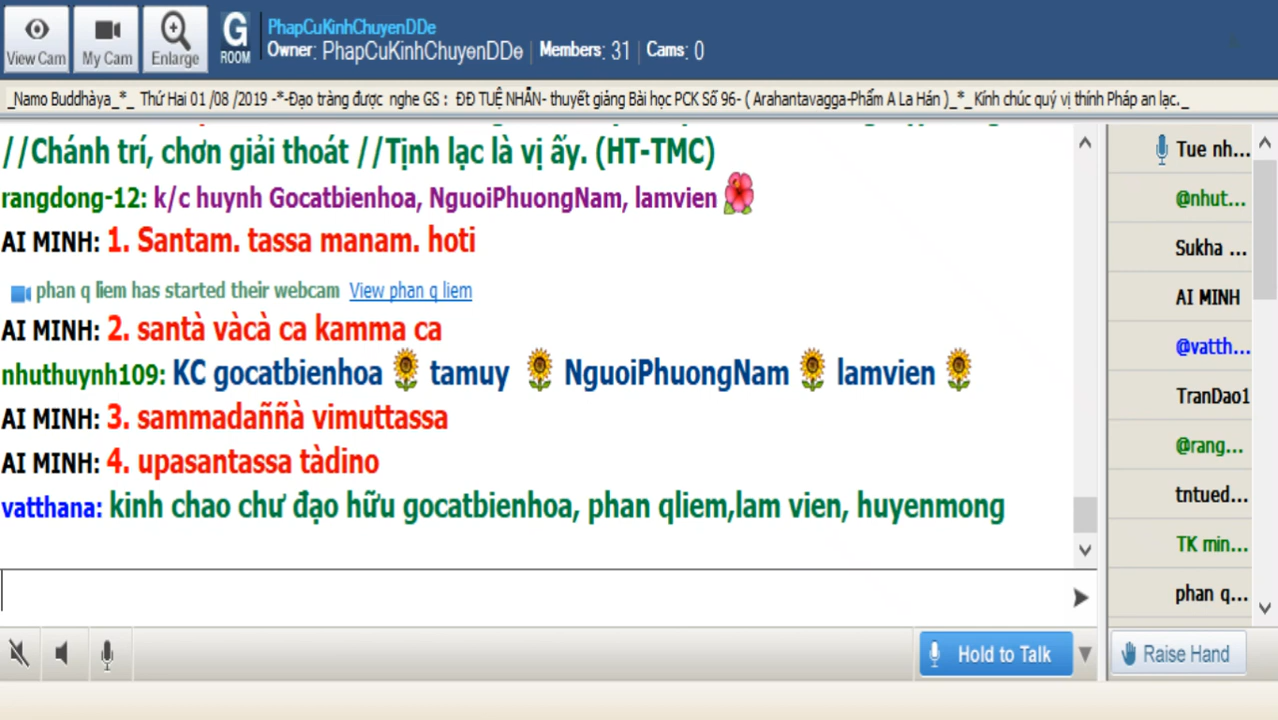 PhapCuKinhChuyenDDe
Owner: PhapCuKinhChuyenDDe | Members: 31 | Cams: 0
View Cam
My Cam
Enlarge
G
ROOM
_Namo Buddhàya_*_ Thứ Hai 01 /08 /2019 -*-Đạo tràng được nghe GS : ĐĐ TUỆ NHẪN- thuyết giảng Bài học PCK Số 96- ( Arahantavagga-Phẩm A La Hán )_*_ Kính chúc quý vị thính Pháp an lạc._
//Chánh trí, chơn giải thoát //Tịnh lạc là vị ấy. (HT-TMC)
rangdong-12: k/c huynh Gocatbienhoa, NguoiPhuongNam, lamvien
AI MINH: 1. Santam. tassa manam. hoti
phan q liem has started their webcam View phan q liem
AI MINH: 2. santà vàcà ca kamma ca
nhuthuynh109: KC gocatbienhoa tamuy NguoiPhuongNam lamvien
AI MINH: 3. sammadaññà vimuttassa
AI MINH: 4. upasantassa tàdino
vatthana: kinh chao chư đạo hữu gocatbienhoa, phan qliem,lam vien, huyenmong
Tue nh...
@nhut...
Sukha ...
AI MINH
@vatth...
TranDao1
@rang...
tntued...
TK min...
phan q...
Hold to Talk
Raise Hand